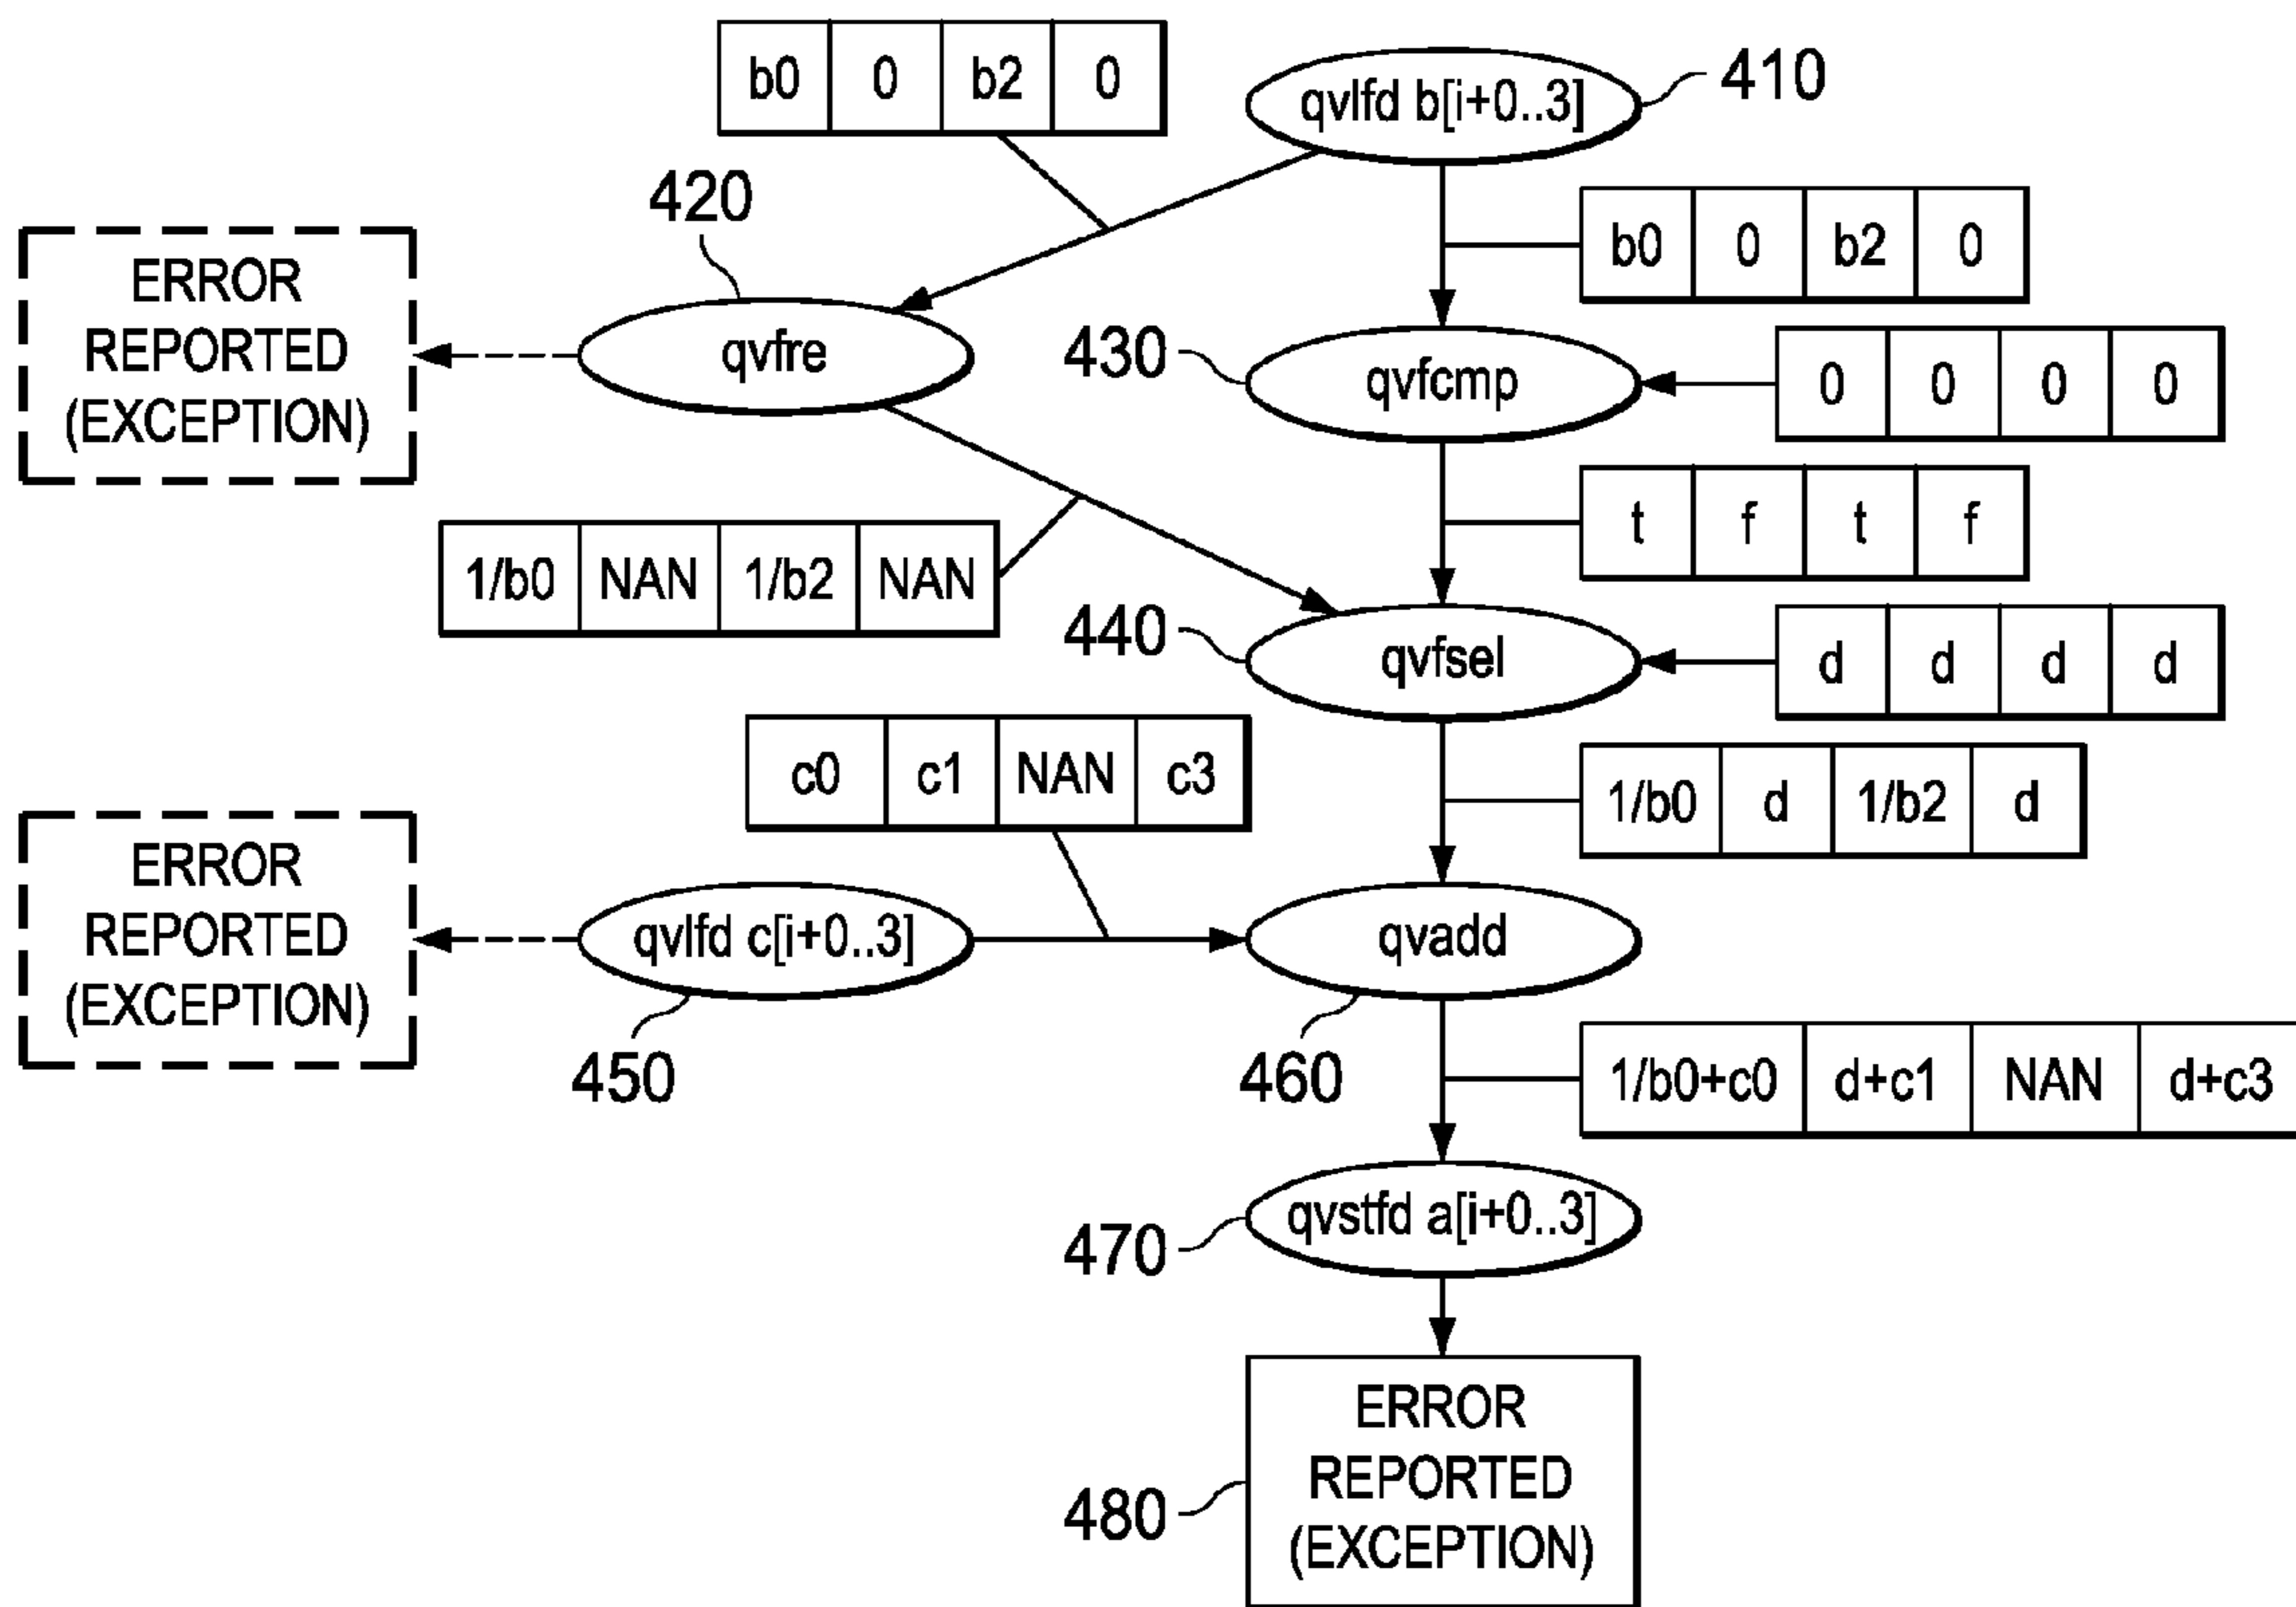 b0 0 b2 0
qvlfd b[i+0..3]
410
420
b0 0 b2 0
ERROR
REPORTED
(EXCEPTION)
qvfre
430
qvfcmp
0 0 0 0
t f t f
1/b0 NAN 1/b2 NAN
440
qvfsel
d d d d
c0 c1 NAN c3
1/b0 d 1/b2 d
ERROR
REPORTED
(EXCEPTION)
qvlfd c[i+0..3]
qvadd
450
460
1/b0+c0 d+c1 NAN d+c3
470
qvstfd a[i+0..3]
480
ERROR
REPORTED
(EXCEPTION)